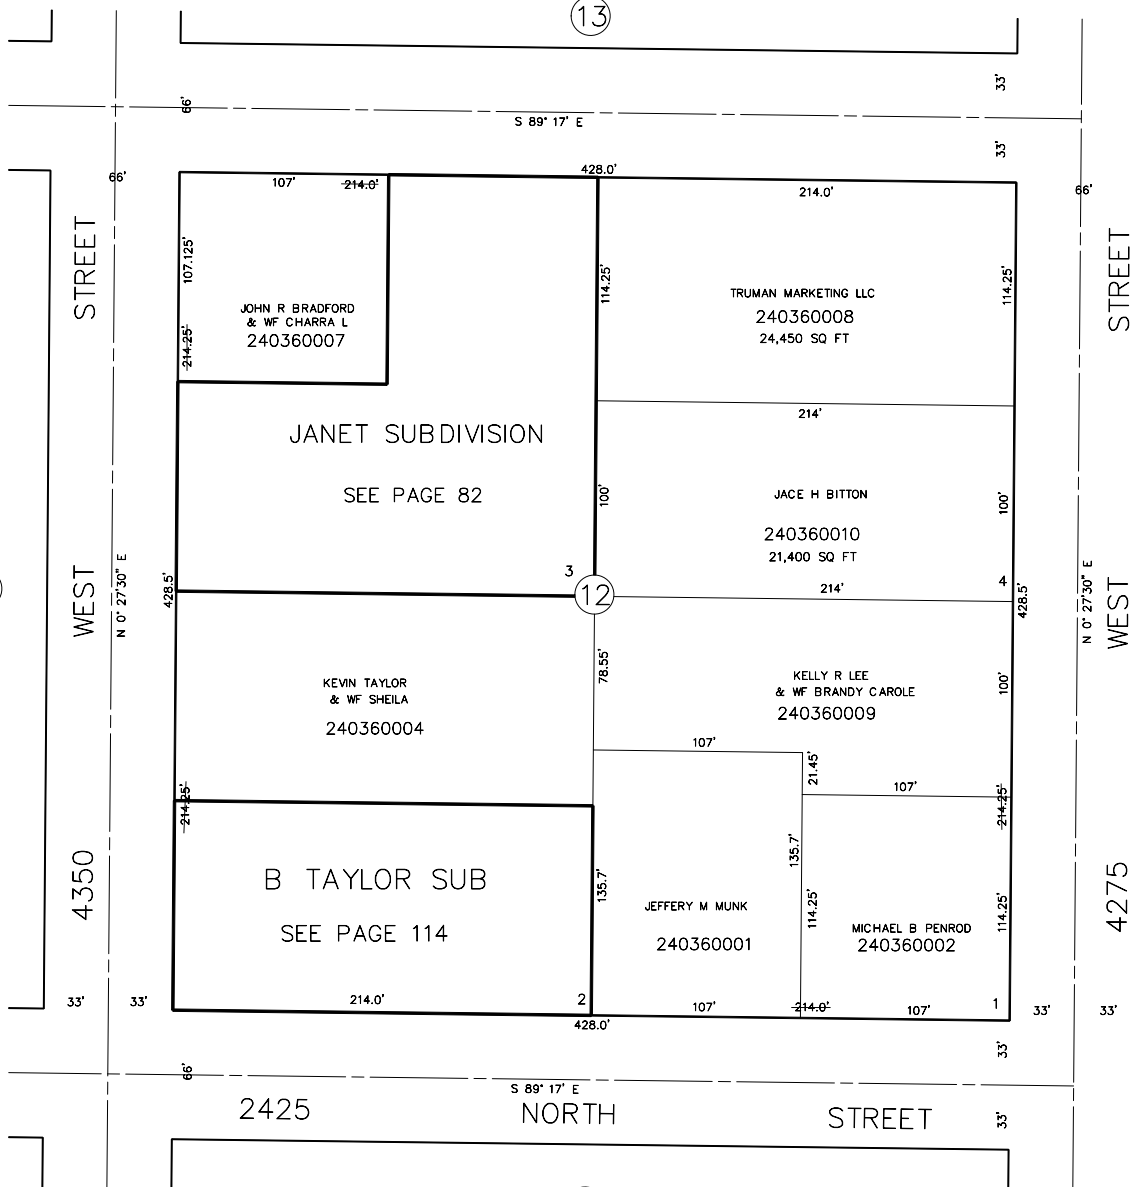 13
33'
66'
S 89° 17' E
33'
66'
428.0'
107'
214.0'
214.0'
66'
STREET
107.125'
114.25'
114.25'
STREET
TRUMAN MARKETING LLC
240360008
24,450 SQ FT
JOHN R BRADFORD
& WF CHARRA L
240360007
214.25'
214'
JANET SUBDIVISION
SEE PAGE 82
100'
JACE H BITTON
100'
240360010
21,400 SQ FT
3
4
214'
12
WEST
N 0° 27'30" E
428.5'
428.5'
N 0° 27'30" E
WEST
78.55'
KEVIN TAYLOR
& WF SHEILA
240360004
KELLY R LEE
& WF BRANDY CAROLE
240360009
100'
107'
21.45'
107'
214.25'
214.25'
135.7'
4350
B TAYLOR SUB
SEE PAGE 114
135.7'
JEFFERY M MUNK
240360001
114.25'
MICHAEL B PENROD
240360002
114.25'
4275
33'
33'
214.0'
2
107'
214.0'
107'
1
33'
33'
428.0'
33'
66'
S 89° 17' E
2425 NORTH STREET
33'